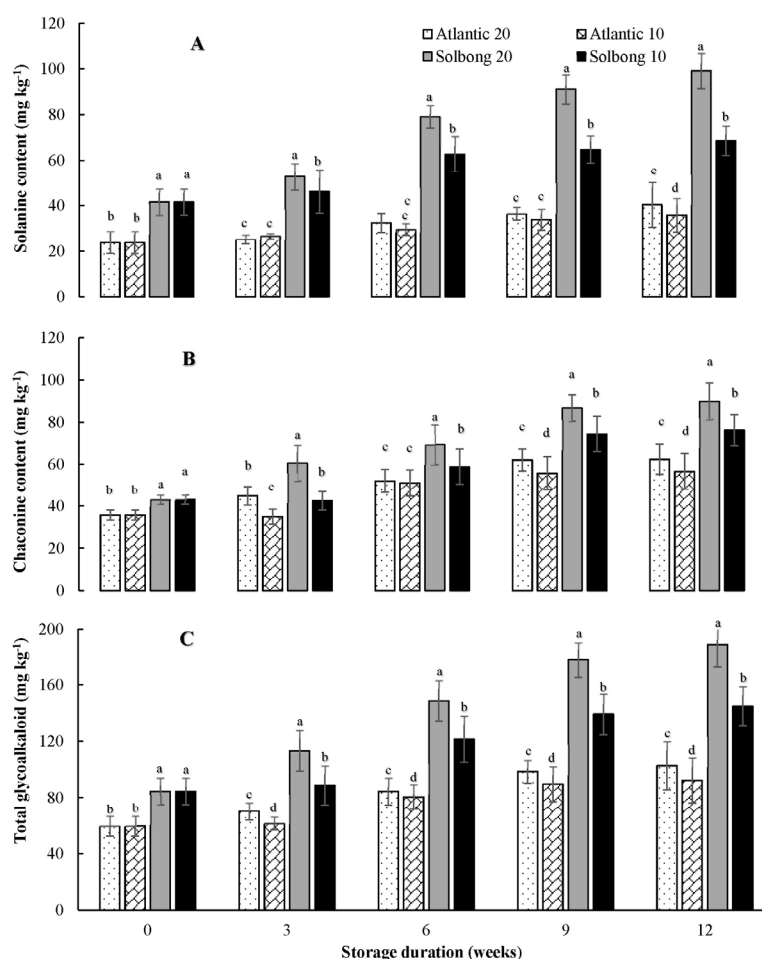 A
Atlantic 20 Atlantic 10
Solbong 20 Solbong 10
Solanine content (mg kg-1)
120
100
80
60
40
20
0
b b a a
c c a b
c c a b
c c a b
c d a b
B
Chaconine content (mg kg-1)
120
100
80
60
40
20
0
b b a a
b c a b
c c a b
c d a b
c d a b
C
Total glycoalkaloid (mg kg-1)
200
160
120
80
40
0
b b a a
c d a b
c d a b
c d a b
c d a b
0 3 6 9 12
Storage duration (weeks)